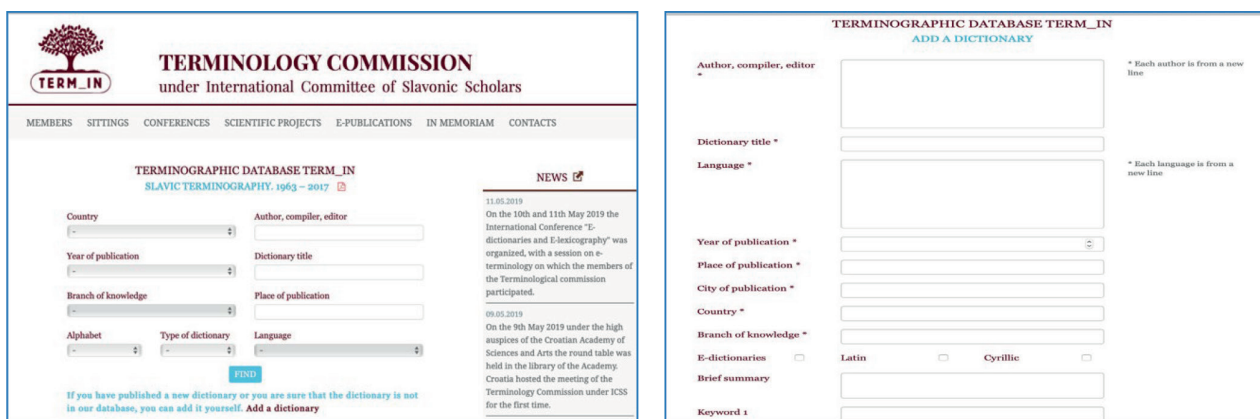 TERM_IN
TERMINOLOGY COMMISSION
under International Committee of Slavonic Scholars
MEMBERS SITTINGS CONFERENCES SCIENTIFIC PROJECTS E-PUBLICATIONS IN MEMORIAM CONTACTS
TERMINOGRAPHIC DATABASE TERM_IN
SLAVIC TERMINOGRAPHY. 1963 – 2017
Country Author, compiler, editor
-
Year of publication Dictionary title
-
Branch of knowledge Place of publication
-
Alphabet Type of dictionary Language
- - -
FIND
If you have published a new dictionary or you are sure that the dictionary is not
in our database, you can add it yourself. Add a dictionary
NEWS
11.05.2019
On the 10th and 11th May 2019 the
International Conference "E-
dictionaries and E-lexicography" was
organized, with a session on e-
terminology on which the members of
the Terminological commission
participated.
09.05.2019
On the 9th May 2019 under the high
auspices of the Croatian Academy of
Sciences and Arts the round table was
held in the library of the Academy.
Croatia hosted the meeting of the
Terminology Commission under ICSS
for the first time.
TERMINOGRAPHIC DATABASE TERM_IN
ADD A DICTIONARY
Author, compiler, editor
*
* Each author is from a new
line
Dictionary title *
Language *
* Each language is from a
new line
Year of publication *
Place of publication *
City of publication *
Country *
Branch of knowledge *
E-dictionaries Latin Cyrillic
Brief summary
Keyword 1